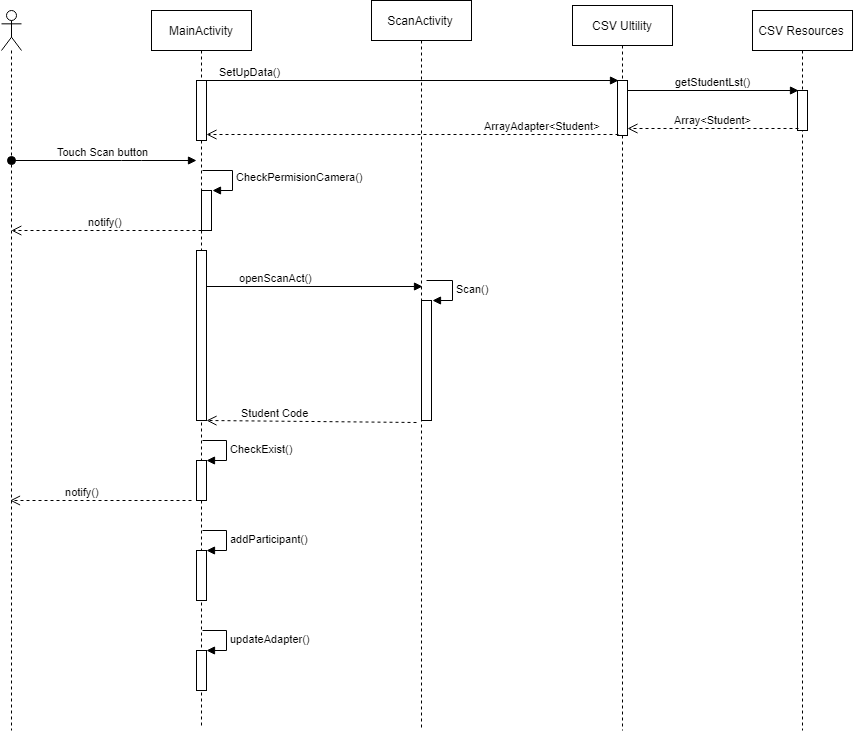 MainActivity
ScanActivity
CSV UItility
CSV Resources
SetUpData()
getStudentLst()
ArrayAdapter<Student>
Array<Student>
Touch Scan button
CheckPermisionCamera()
notify()
openScanAct()
Scan()
Student Code
CheckExist()
notify()
addParticipant()
updateAdapter()